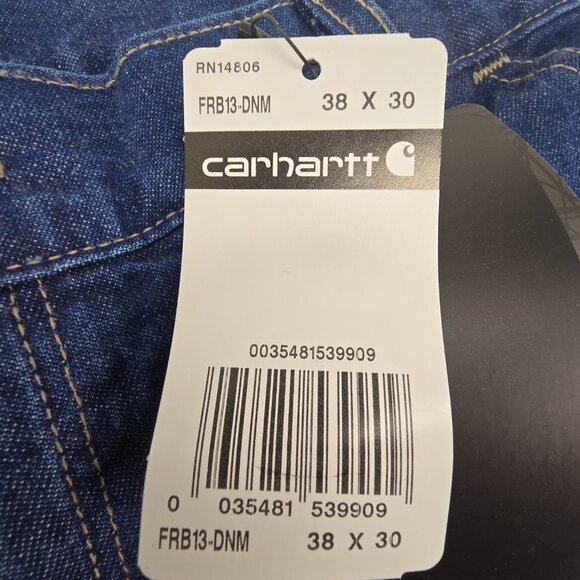 RN14806
FRB13-DNM 38 X 30
carhartt
0035481539909
0 035481 539909
FRB13-DNM 38 X 30